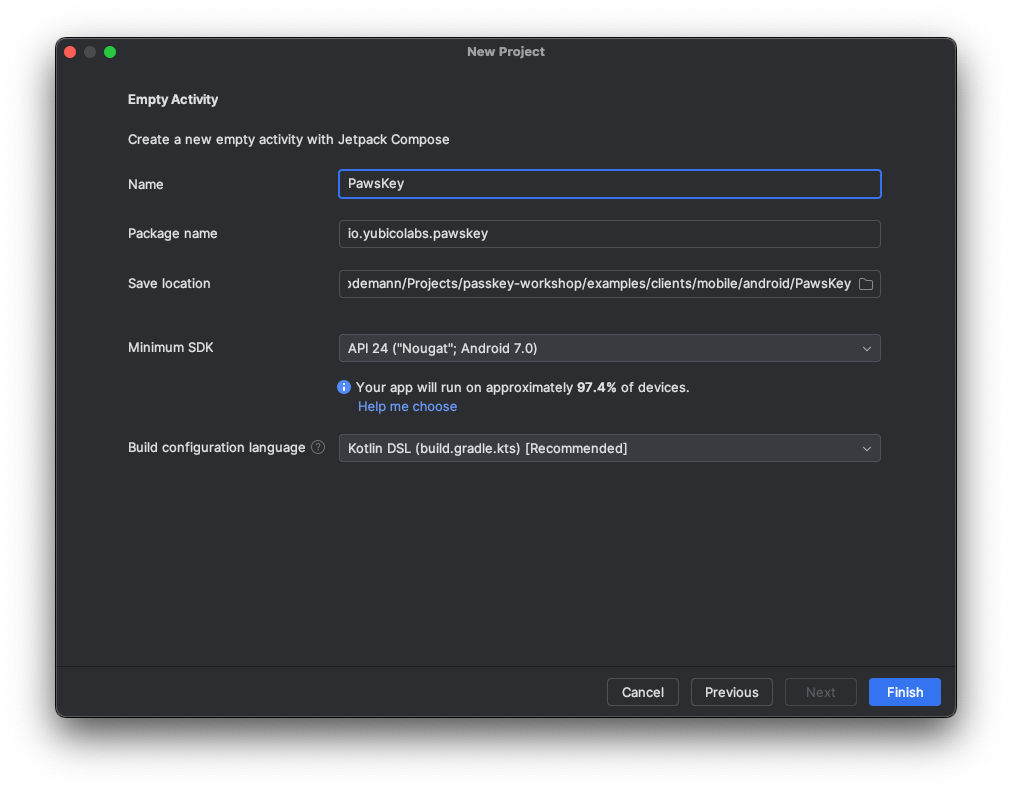 New Project
Empty Activity
Create a new empty activity with Jetpack Compose
Name PawsKey
Package name io.yubicolabs.pawskey
Save location odemann/Projects/passkey-workshop/examples/clients/mobile/android/PawsKey
Minimum SDK API 24 ("Nougat"; Android 7.0)
Your app will run on approximately 97.4% of devices.
Help me choose
Build configuration language ? Kotlin DSL (build.gradle.kts) [Recommended]
Cancel Previous Next Finish